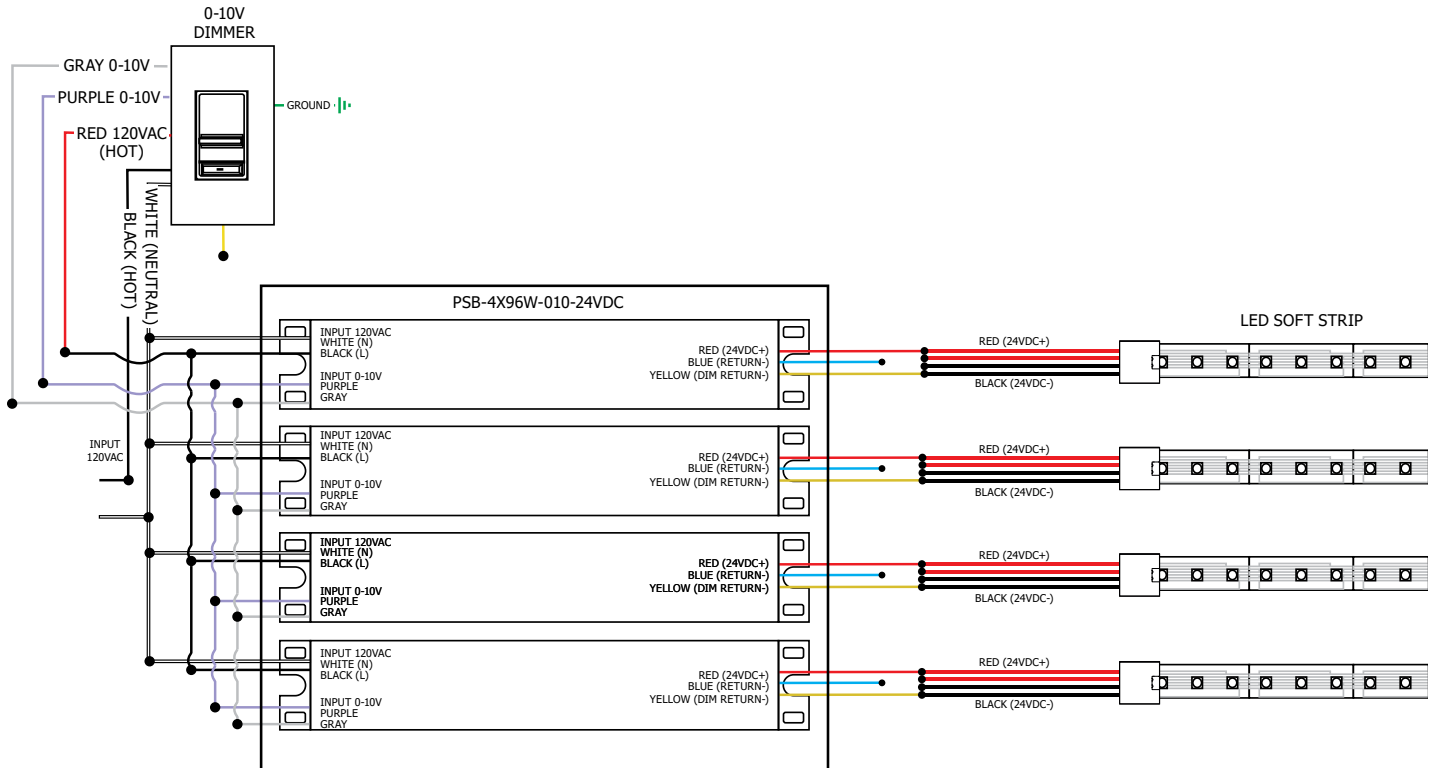 0-10V
DIMMER
GRAY 0-10V
PURPLE 0-10V
RED 120VAC
(HOT)
GROUND
WHITE (NEUTRAL)
BLACK (HOT)
INPUT
120VAC
PSB-4X96W-010-24VDC
LED SOFT STRIP
INPUT 120VAC
WHITE (N)
BLACK (L)
INPUT 0-10V
PURPLE
GRAY
RED (24VDC+)
BLUE (RETURN-)
YELLOW (DIM RETURN-)
RED (24VDC+)
BLACK (24VDC-)
INPUT 120VAC
WHITE (N)
BLACK (L)
INPUT 0-10V
PURPLE
GRAY
RED (24VDC+)
BLUE (RETURN-)
YELLOW (DIM RETURN-)
RED (24VDC+)
BLACK (24VDC-)
INPUT 120VAC
WHITE (N)
BLACK (L)
INPUT 0-10V
PURPLE
GRAY
RED (24VDC+)
BLUE (RETURN-)
YELLOW (DIM RETURN-)
RED (24VDC+)
BLACK (24VDC-)
INPUT 120VAC
WHITE (N)
BLACK (L)
INPUT 0-10V
PURPLE
GRAY
RED (24VDC+)
BLUE (RETURN-)
YELLOW (DIM RETURN-)
RED (24VDC+)
BLACK (24VDC-)